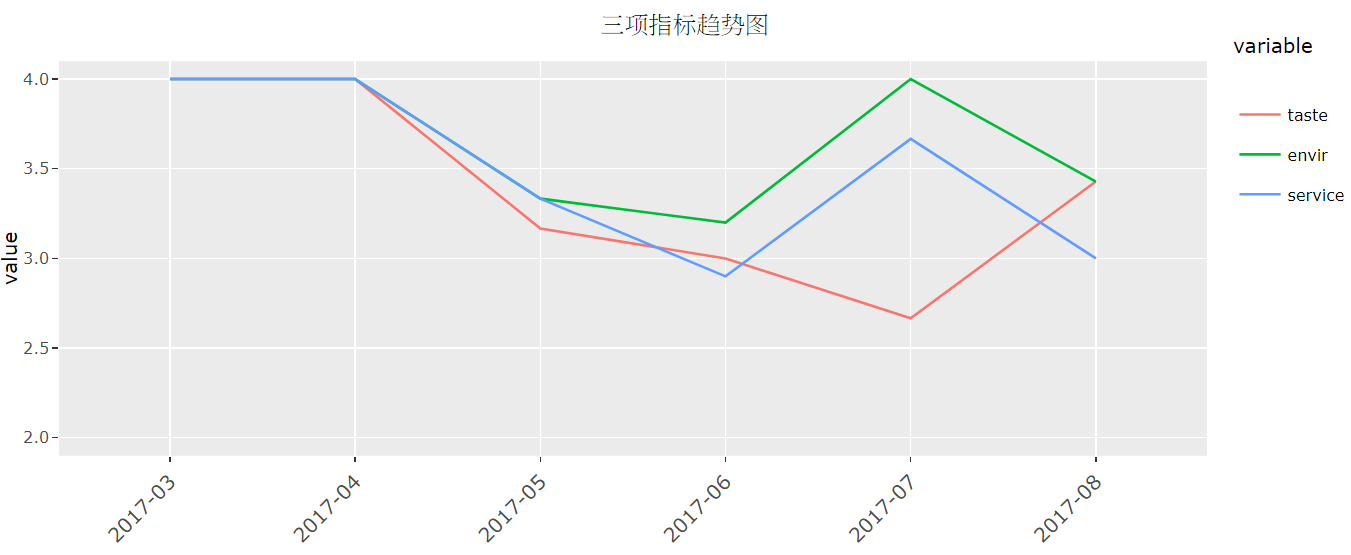 三项指标趋势图
variable
taste
envir
service
value
4.0
3.5
3.0
2.5
2.0
2017-03
2017-04
2017-05
2017-06
2017-07
2017-08